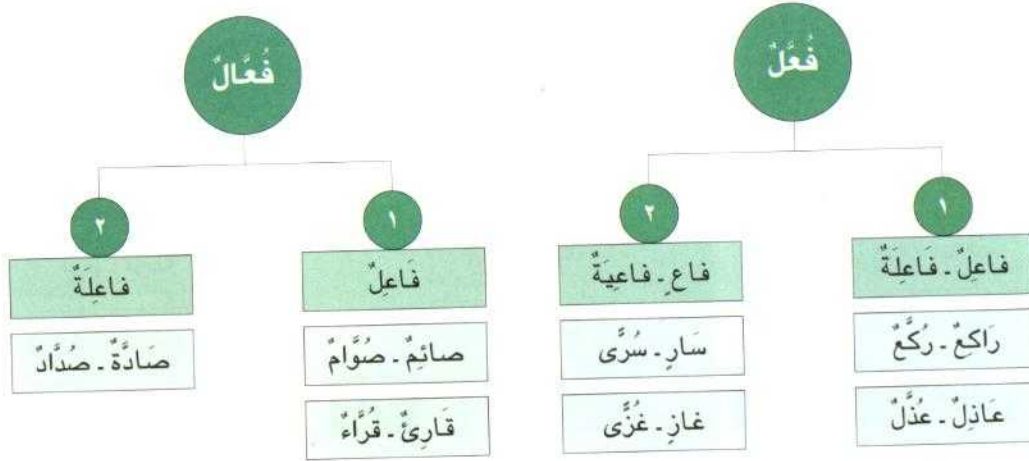 فُعَّلٌ
١
فاعِلٌ ـ فَاعِلَةٌ
رَاكِعٌ ـ رُكَّعٌ
عَاذِلٌ ـ عُذَّلٌ
٢
فاعٍ ـ فاعِيَةٌ
سَارٍ ـ سُرًّى
غازٍ ـ غُزًّى
فُعَّالٌ
١
فَاعِلٌ
صائِمٌ ـ صُوَّامٌ
قَارِئٌ ـ قُرَّاءٌ
٢
فاعِلَةٌ
صَادَّةٌ ـ صُدَّادٌ